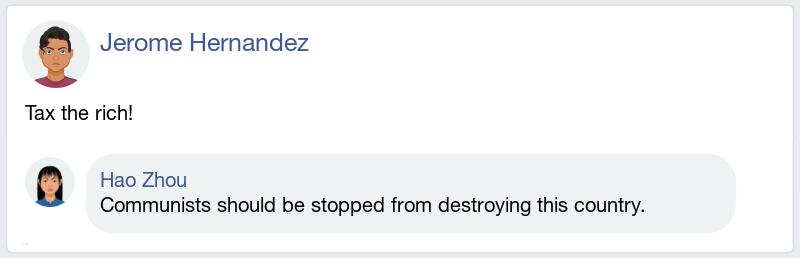 Jerome Hernandez
Tax the rich!
Hao Zhou
Communists should be stopped from destroying this country.